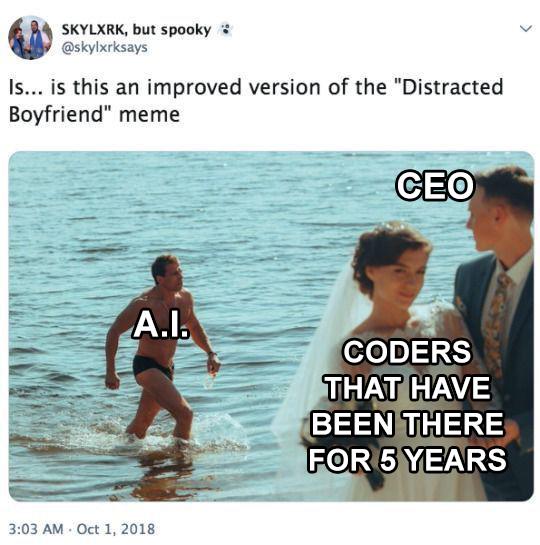 SKYLXRK, but spooky 👻
@skylxrksays
Is... is this an improved version of the "Distracted
Boyfriend" meme
CEO
A.I.
CODERS
THAT HAVE
BEEN THERE
FOR 5 YEARS
3:03 AM · Oct 1, 2018